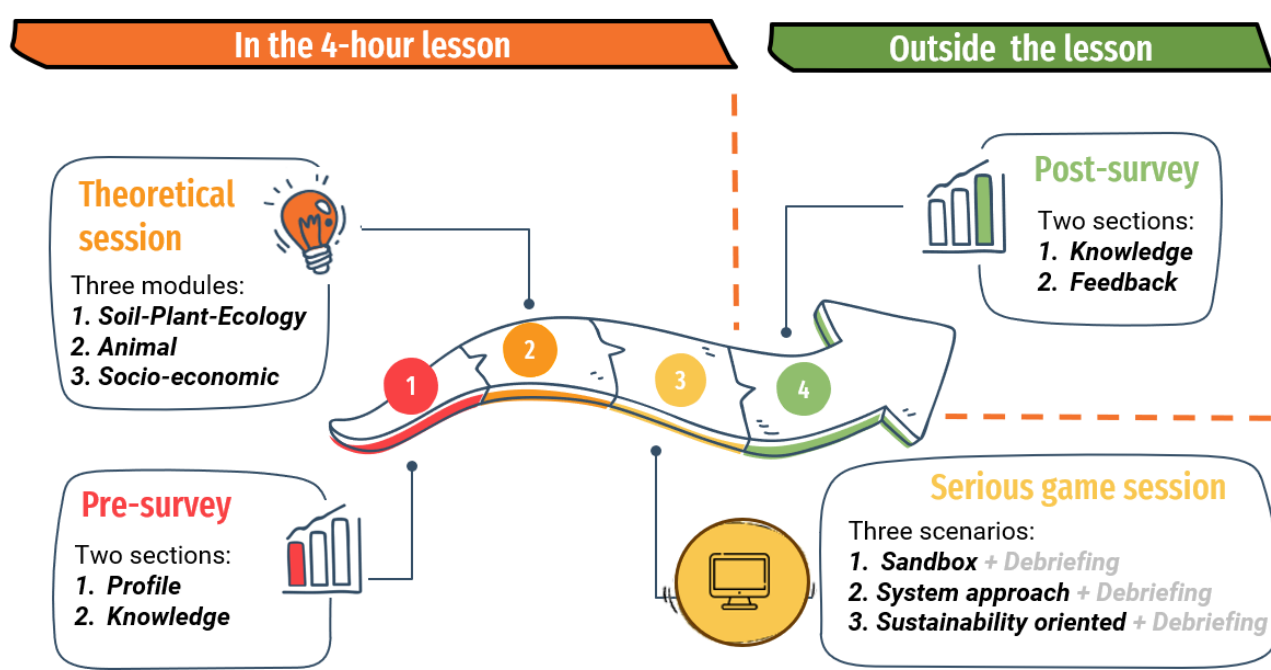 In the 4-hour lesson
Outside the lesson
Theoretical
session
Three modules:
1. Soil-Plant-Ecology
2. Animal
3. Socio-economic
Post-survey
Two sections:
1. Knowledge
2. Feedback
1
2
3
4
Pre-survey
Two sections:
1. Profile
2. Knowledge
Serious game session
Three scenarios:
1. Sandbox + Debriefing
2. System approach + Debriefing
3. Sustainability oriented + Debriefing